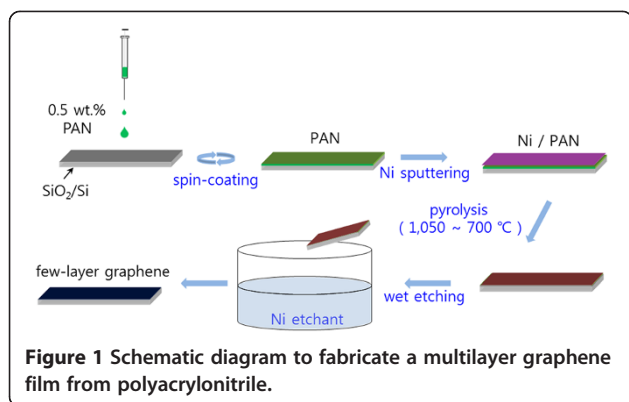 0.5 wt.%
PAN
SiO₂/Si
spin-coating
PAN
Ni sputtering
Ni / PAN
pyrolysis
( 1,050 ~ 700 ℃ )
wet etching
Ni etchant
few-layer graphene
Figure 1 Schematic diagram to fabricate a multilayer graphene
film from polyacrylonitrile.